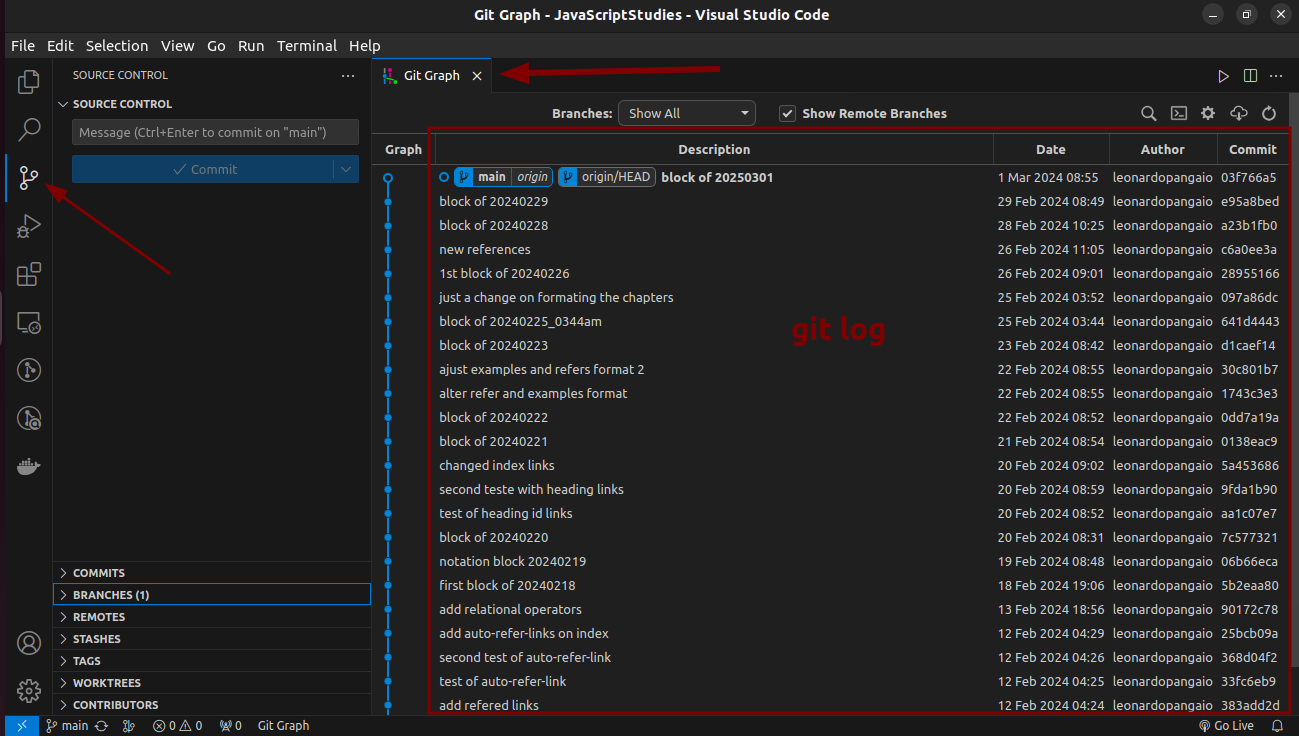 Git Graph - JavaScriptStudies - Visual Studio Code
File Edit Selection View Go Run Terminal Help
SOURCE CONTROL
Git Graph
SOURCE CONTROL
Message (Ctrl+Enter to commit on "main")
Commit
Branches: Show All Show Remote Branches
Graph Description Date Author Commit
main origin origin/HEAD block of 20250301 1 Mar 2024 08:55 leonardopangaio 03f766a5
block of 20240229 29 Feb 2024 08:49 leonardopangaio e95a8bed
block of 20240228 28 Feb 2024 10:25 leonardopangaio a23b1fb0
new references 26 Feb 2024 11:05 leonardopangaio c6a0ee3a
1st block of 20240226 26 Feb 2024 09:01 leonardopangaio 28955166
just a change on formating the chapters 25 Feb 2024 03:52 leonardopangaio 097a86dc
block of 20240225_0344am 25 Feb 2024 03:44 leonardopangaio 641d4443
git log
block of 20240223 23 Feb 2024 08:42 leonardopangaio d1caef14
ajust examples and refers format 2 22 Feb 2024 08:55 leonardopangaio 30c801b7
alter refer and examples format 22 Feb 2024 08:55 leonardopangaio 1743c3e3
block of 20240222 22 Feb 2024 08:52 leonardopangaio 0dd7a19a
block of 20240221 21 Feb 2024 08:54 leonardopangaio 0138eac9
changed index links 20 Feb 2024 09:02 leonardopangaio 5a453686
second teste with heading links 20 Feb 2024 08:59 leonardopangaio 9fda1b90
test of heading id links 20 Feb 2024 08:52 leonardopangaio aa1c07e7
block of 20240220 20 Feb 2024 08:31 leonardopangaio 7c577321
notation block 20240219 19 Feb 2024 08:48 leonardopangaio 06b66eca
first block of 20240218 18 Feb 2024 19:06 leonardopangaio 5b2eaa80
add relational operators 13 Feb 2024 18:56 leonardopangaio 90172c78
add auto-refer-links on index 12 Feb 2024 04:29 leonardopangaio 25bcb09a
second test of auto-refer-link 12 Feb 2024 04:26 leonardopangaio 368d04f2
test of auto-refer-link 12 Feb 2024 04:25 leonardopangaio 33fc6eb9
add refered links 12 Feb 2024 04:24 leonardopangaio 383add2d
COMMITS
BRANCHES (1)
REMOTES
STASHES
TAGS
WORKTREES
CONTRIBUTORS
main 0 0 0 Git Graph Go Live